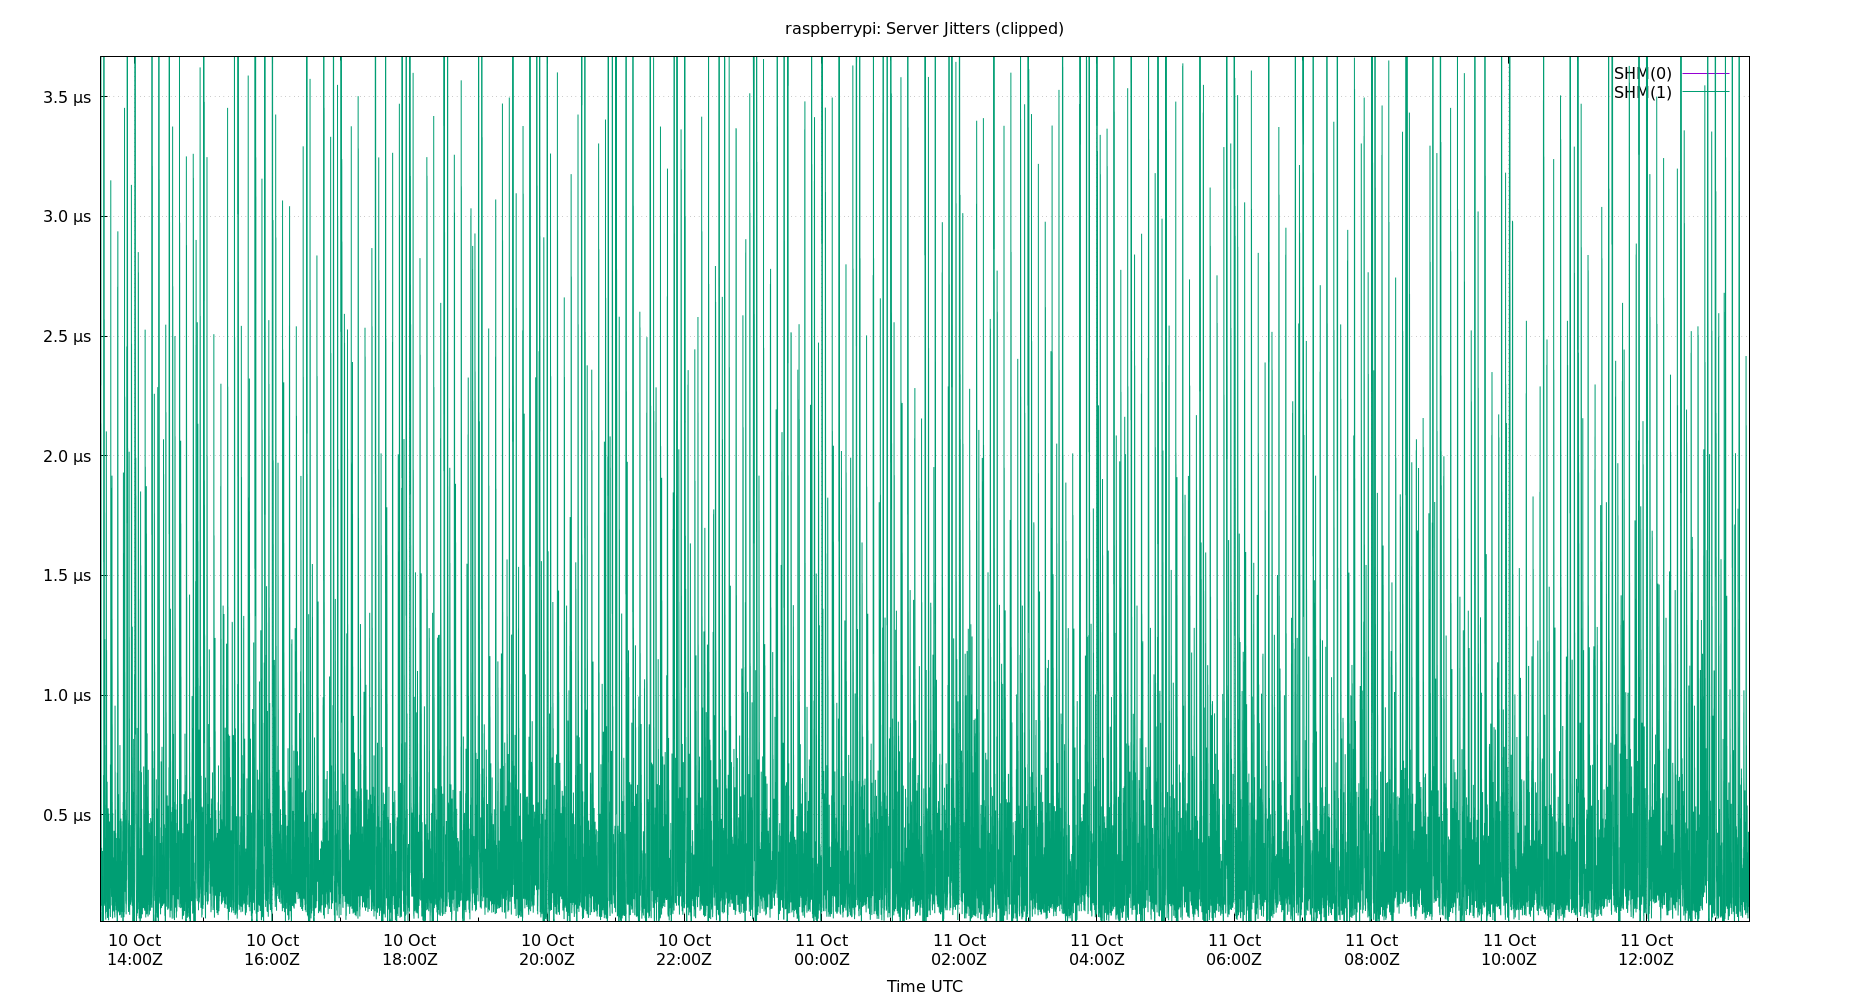 raspberrypi: Server Jitters (clipped)
SHM(0)
SHM(1)
3.5 µs
3.0 µs
2.5 µs
2.0 µs
1.5 µs
1.0 µs
0.5 µs
10 Oct 10 Oct 10 Oct 10 Oct 10 Oct 11 Oct 11 Oct 11 Oct 11 Oct 11 Oct 11 Oct 11 Oct
14:00Z 16:00Z 18:00Z 20:00Z 22:00Z 00:00Z 02:00Z 04:00Z 06:00Z 08:00Z 10:00Z 12:00Z
Time UTC